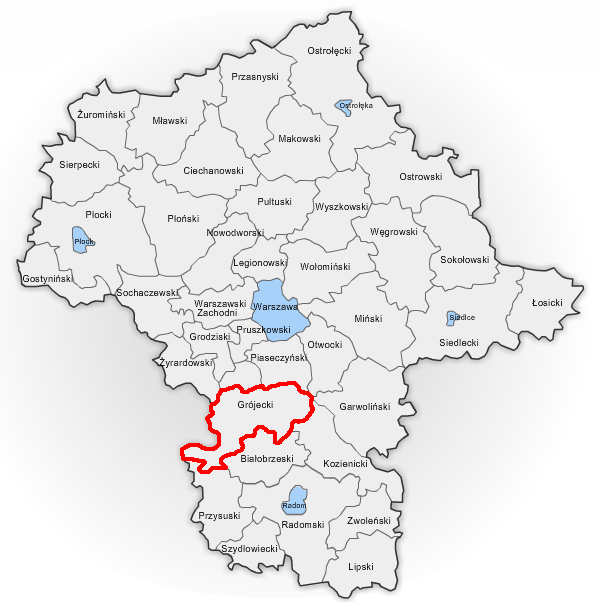 Ostrołęcki
Przasnyski
Ostrołęka
Żuromiński
Mławski
Makowski
Sierpecki
Ciechanowski
Ostrowski
Pułtuski
Wyszkowski
Płocki
Płoński
Nowodworski
Węgrowski
Płock
Sokołowski
Legionowski
Wołomiński
Gostyniński
Sochaczewski
Warszawski
Zachodni
Warszawa
Łosicki
Miński
Siedlce
Pruszkowski
Grodziski
Otwocki
Siedlecki
Piaseczyński
Żyrardowski
Grójecki
Garwoliński
Białobrzeski
Kozienicki
Radom
Przysuski
Radomski
Zwoleński
Szydłowiecki
Lipski